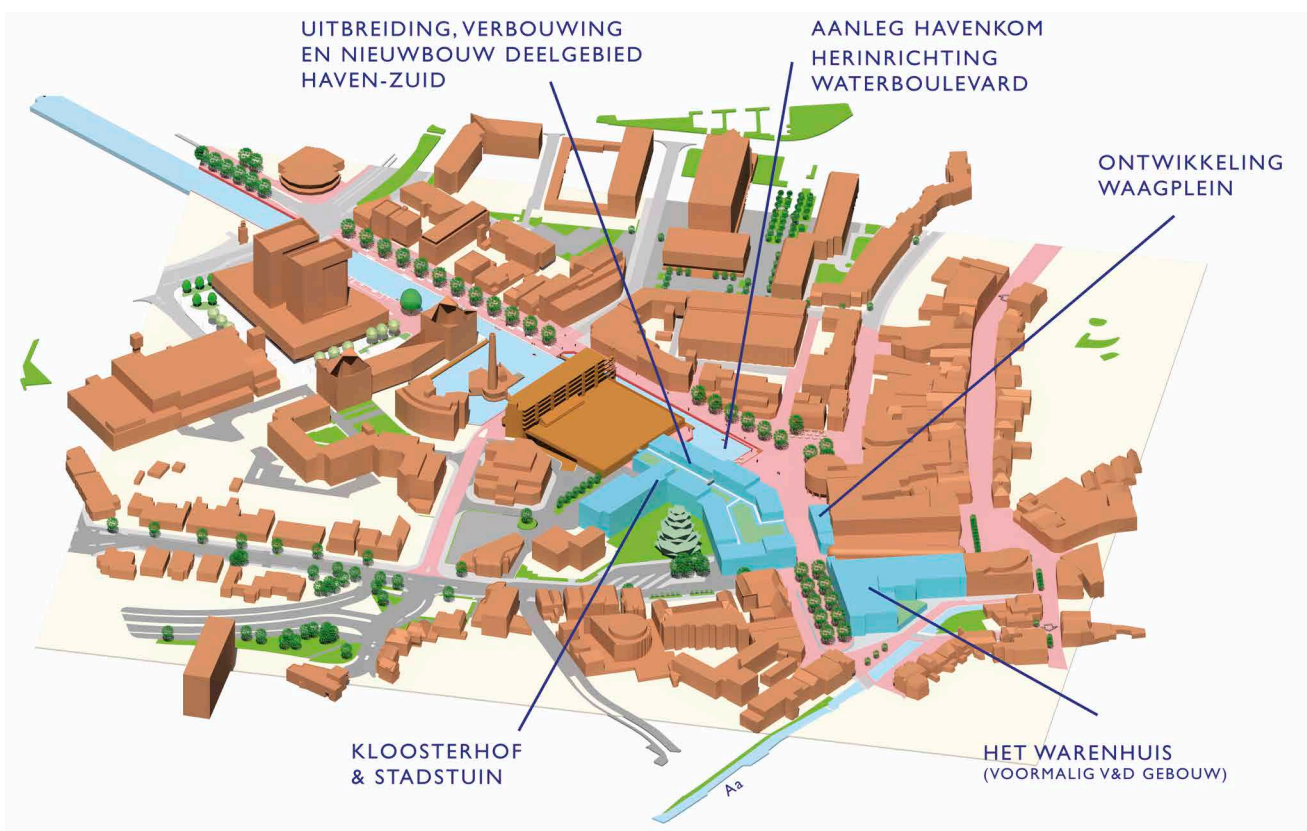 UITBREIDING, VERBOUWING
EN NIEUWBOUW DEELGEBIED
HAVEN-ZUID
AANLEG HAVENKOM
HERINRICHTING
WATERBOULEVARD
ONTWIKKELING
WAAGPLEIN
KLOOSTERHOF
& STADSTUIN
HET WARENHUIS
(VOORMALIG V&D GEBOUW)
Aa